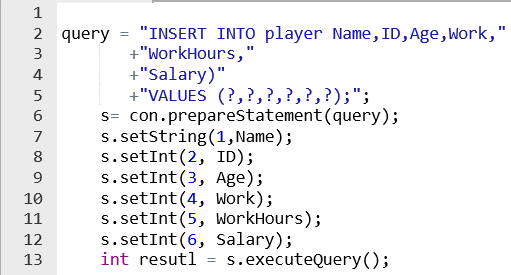 1
2 query = "INSERT INTO player Name,ID,Age,Work,"
3 +"WorkHours,"
4 +"Salary)"
5 +"VALUES (?,?,?,?,?,?);";
6 s= con.prepareStatement(query);
7 s.setString(1,Name);
8 s.setInt(2, ID);
9 s.setInt(3, Age);
10 s.setInt(4, Work);
11 s.setInt(5, WorkHours);
12 s.setInt(6, Salary);
13 int resutl = s.executeQuery();